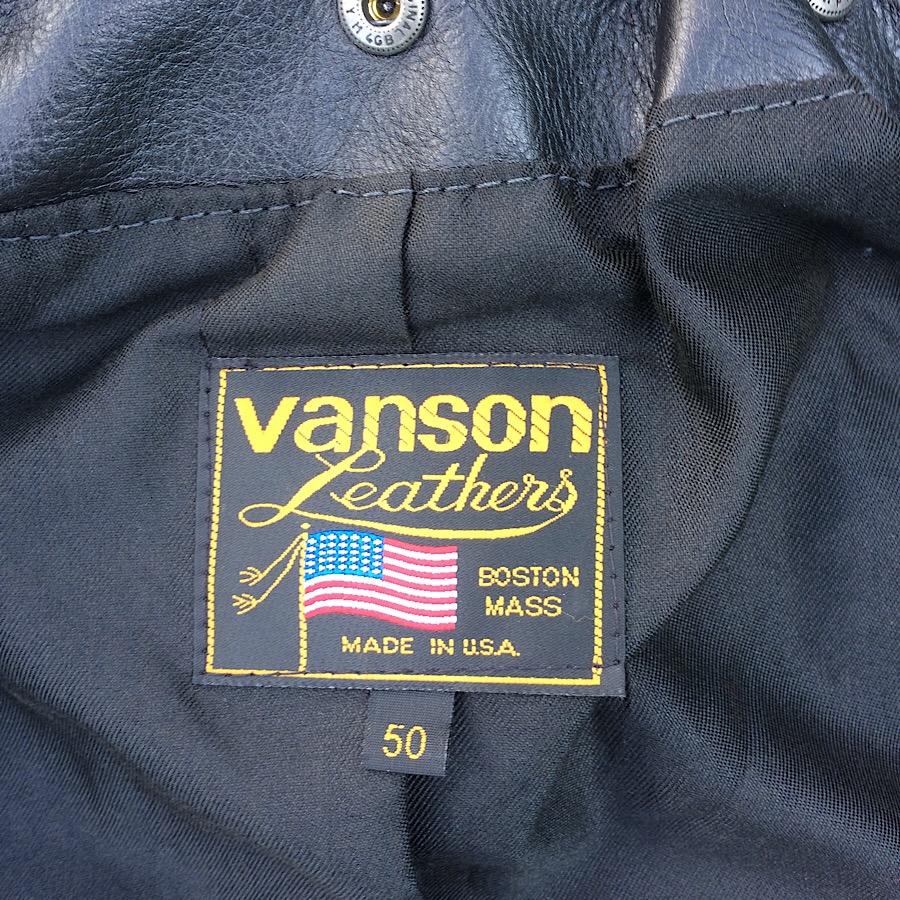 vanson
Leathers
BOSTON
MASS
MADE IN U.S.A.
50